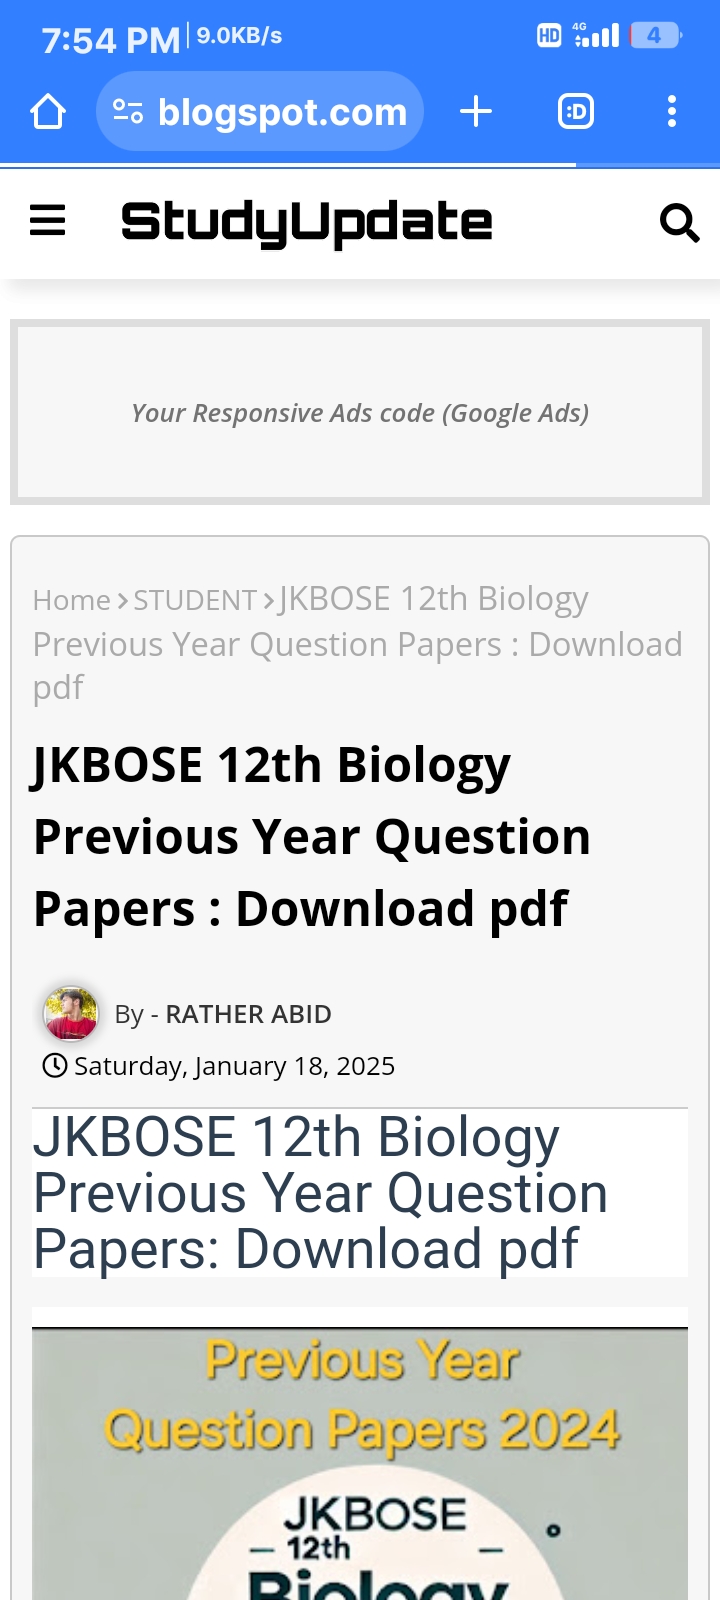 7:54 PM 9.0KB/s HD 4G 4
blogspot.com :D
StudyUpdate
Your Responsive Ads code (Google Ads)
Home > STUDENT > JKBOSE 12th Biology
Previous Year Question Papers : Download
pdf
JKBOSE 12th Biology
Previous Year Question
Papers : Download pdf
By - RATHER ABID
Saturday, January 18, 2025
JKBOSE 12th Biology
Previous Year Question
Papers: Download pdf
Previous Year
Question Papers 2024
JKBOSE
– 12th –
Biology